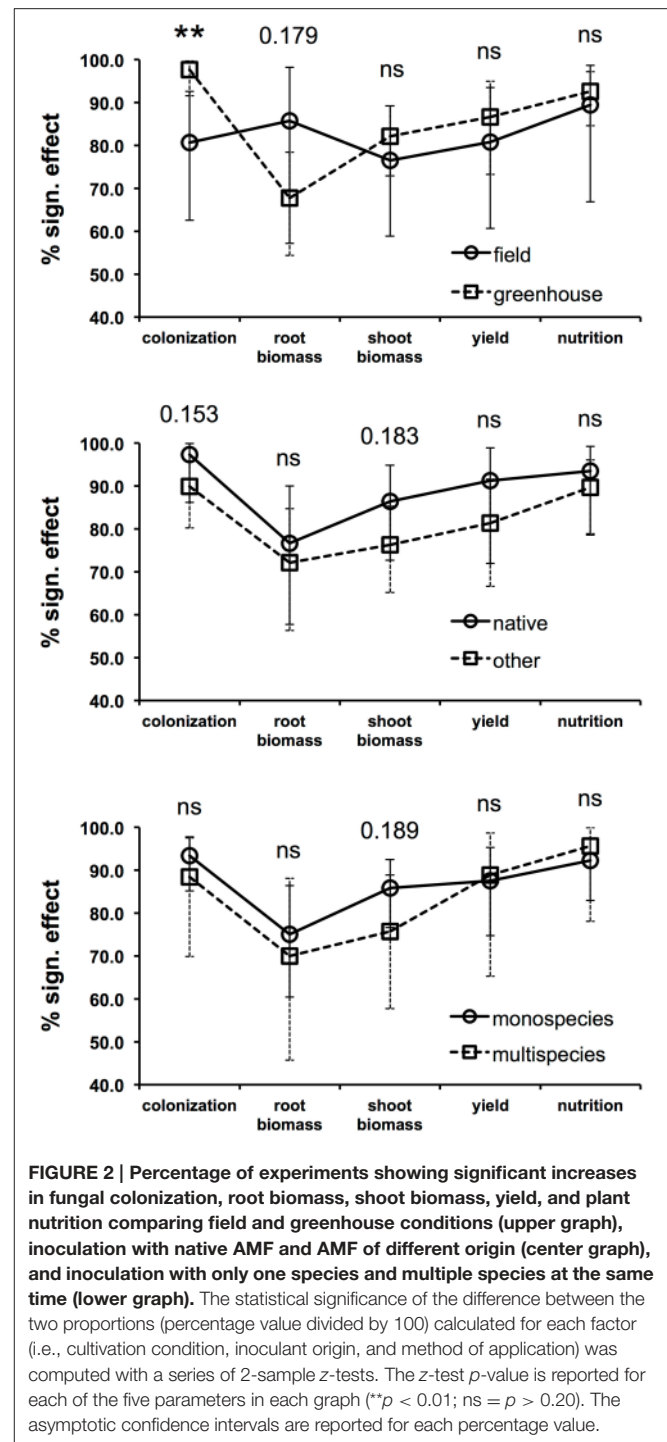 ** 0.179 ns ns ns
100.0
90.0
80.0
70.0
60.0
50.0
40.0
% sign. effect
field
greenhouse
colonization root biomass shoot biomass yield nutrition
0.153 ns 0.183 ns ns
100.0
90.0
80.0
70.0
60.0
50.0
40.0
% sign. effect
native
other
colonization root biomass shoot biomass yield nutrition
ns ns 0.189 ns ns
100.0
90.0
80.0
70.0
60.0
50.0
40.0
% sign. effect
monospecies
multispecies
colonization root biomass shoot biomass yield nutrition
FIGURE 2 | Percentage of experiments showing significant increases
in fungal colonization, root biomass, shoot biomass, yield, and plant
nutrition comparing field and greenhouse conditions (upper graph),
inoculation with native AMF and AMF of different origin (center graph),
and inoculation with only one species and multiple species at the same
time (lower graph). The statistical significance of the difference between the
two proportions (percentage value divided by 100) calculated for each factor
(i.e., cultivation condition, inoculant origin, and method of application) was
computed with a series of 2-sample z-tests. The z-test p-value is reported for
each of the five parameters in each graph (**p < 0.01; ns = p > 0.20). The
asymptotic confidence intervals are reported for each percentage value.